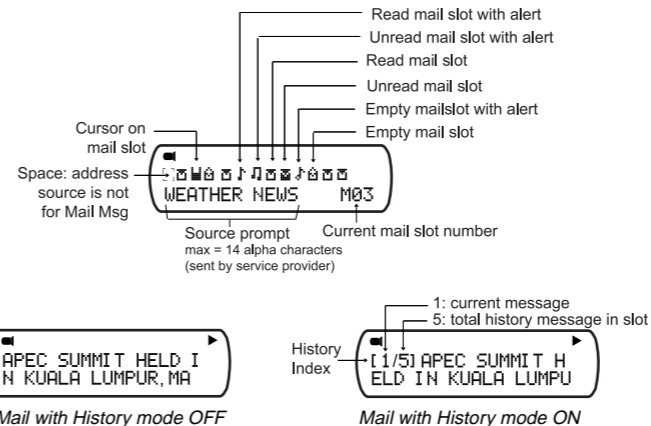 Read mail slot with alert
Unread mail slot with alert
Read mail slot
Unread mail slot
Empty mailslot with alert
Empty mail slot
Cursor on
mail slot
Space: address
source is not
for Mail Msg
WEATHER NEWS M03
Source prompt
max = 14 alpha characters
(sent by service provider)
Current mail slot number
1: current message
5: total history message in slot
APEC SUMMIT HELD I
N KUALA LUMPUR,MA
History
Index
[1/5]APEC SUMMIT H
ELD IN KUALA LUMPU
Mail with History mode OFF
Mail with History mode ON